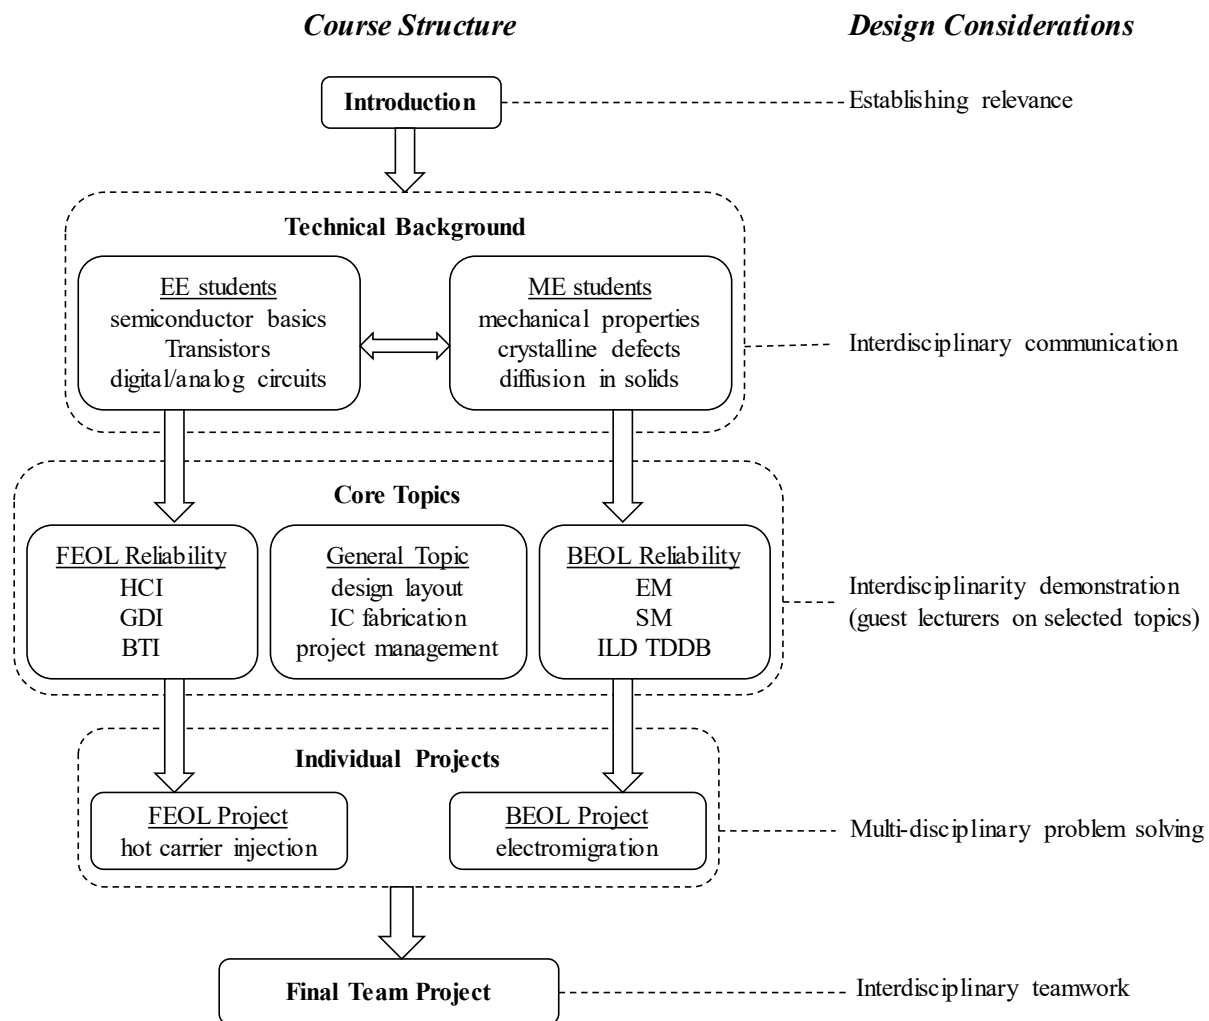 Course Structure
Design Considerations
Introduction
Establishing relevance
Technical Background
EE students
semiconductor basics
Transistors
digital/analog circuits
ME students
mechanical properties
crystalline defects
diffusion in solids
Interdisciplinary communication
Core Topics
FEOL Reliability
HCI
GDI
BTI
General Topic
design layout
IC fabrication
project management
BEOL Reliability
EM
SM
ILD TDDB
Interdisciplinarity demonstration
(guest lecturers on selected topics)
Individual Projects
FEOL Project
hot carrier injection
BEOL Project
electromigration
Multi-disciplinary problem solving
Final Team Project
Interdisciplinary teamwork